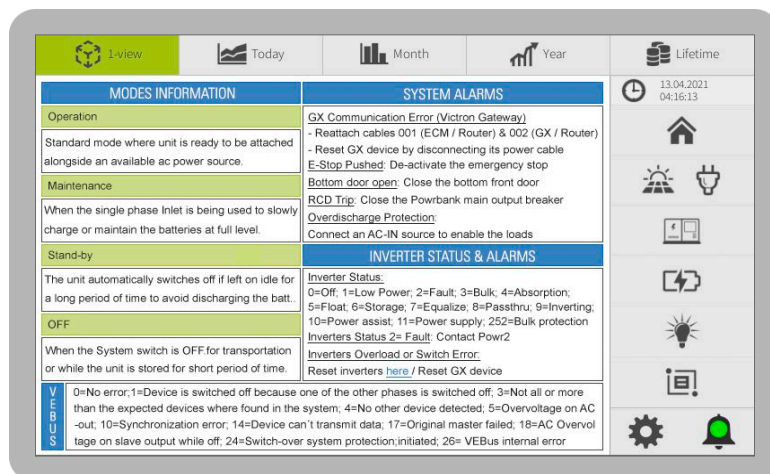 1-view
Today
Month
Year
Lifetime
13.04.2021
04:16:13
MODES INFORMATION
Operation
Standard mode where unit is ready to be attached
alongside an available ac power source.
Maintenance
When the single phase Inlet is being used to slowly
charge or maintain the batteries at full level.
Stand-by
The unit automatically switches off if left on idle for
a long period of time to avoid discharging the batt..
OFF
When the System switch is OFF.for transportation
or while the unit is stored for short period of time.
SYSTEM ALARMS
GX Communication Error (Victron Gateway)
- Reattach cables 001 (ECM / Router) & 002 (GX / Router)
- Reset GX device by disconnecting its power cable
E-Stop Pushed: De-activate the emergency stop
Bottom door open: Close the bottom front door
RCD Trip: Close the Powrbank main output breaker
Overdischarge Protection:
Connect an AC-IN source to enable the loads
INVERTER STATUS & ALARMS
Inverter Status:
0=Off; 1=Low Power; 2=Fault; 3=Bulk; 4=Absorption;
5=Float; 6=Storage; 7=Equalize; 8=Passthru; 9=Inverting;
10=Power assist; 11=Power supply; 252=Bulk protection
Inverters Status 2= Fault: Contact Powr2
Inverters Overload or Switch Error:
Reset inverters here / Reset GX device
VEBUS
0=No error;1=Device is switched off because one of the other phases is switched off; 3=Not all or more
than the expected devices where found in the system; 4=No other device detected; 5=Overvoltage on AC
-out; 10=Synchronization error; 14=Device can´t transmit data; 17=Original master failed; 18=AC Overvol
tage on slave output while off; 24=Switch-over system protection;initiated; 26= VEBus internal error